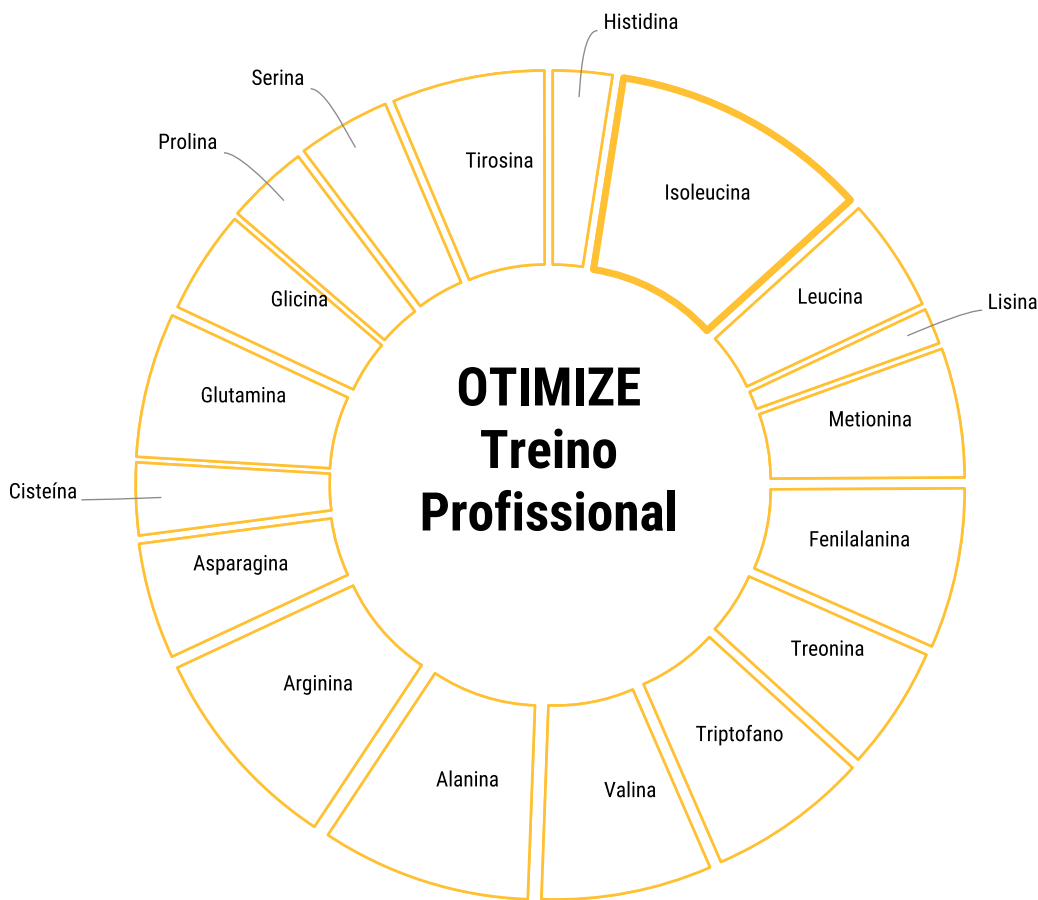 Histidina
Serina
Prolina
Tirosina
Isoleucina
Leucina
Lisina
Glicina
Glutamina
Metionina
OTIMIZE
Treino
Profissional
Cisteína
Fenilalanina
Asparagina
Treonina
Arginina
Triptofano
Alanina
Valina